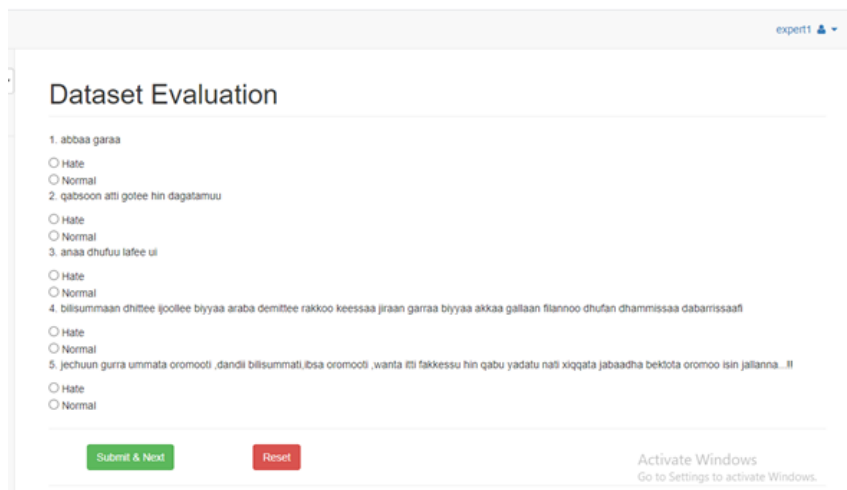 expert1
Dataset Evaluation
1. abbaa garaa
Hate
Normal
2. qabsoon atti gotee hin dagatamuu
Hate
Normal
3. anaa dhufuu lafee ui
Hate
Normal
4. bilisummaan dhittee ijoollee biyyaa araba demittee rakkoo keessaa jiraan garraa biyyaa akkaa gallaan filannoo dhufan dhammissaa dabarrissaafi
Hate
Normal
5. jechuun gurra ummata oromooti ,dandii bilisummati,ibsa oromooti ,wanta itti fakkessu hin qabu yadatu nati xiqqata jabaadha bektota oromoo isin jallanna...!!
Hate
Normal
Submit & Next Reset
Activate Windows
Go to Settings to activate Windows.